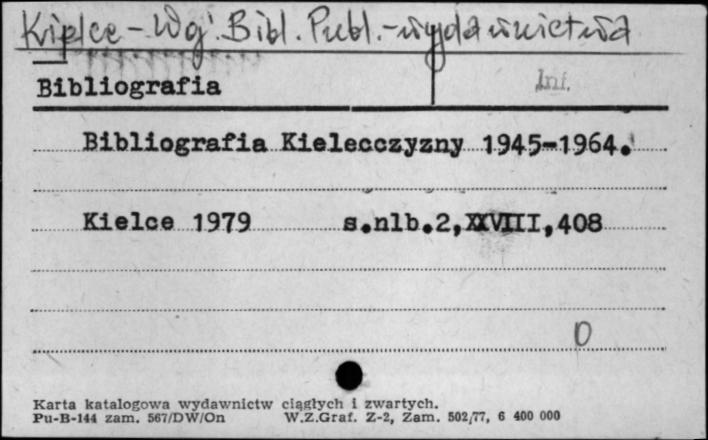 Kielce - Woj. Bibl. Publ. - wydawnictwa
Bibliografia
Inf.
Bibliografia Kielecczyzny 1945-1964.
Kielce 1979 s.nlb.2,XXVIII,408
0
Karta katalogowa wydawnictw ciągłych i zwartych.
Pu-B-144 zam. 567/DW/On W.Z.Graf. Z-2, Zam. 502/77, 6 400 000